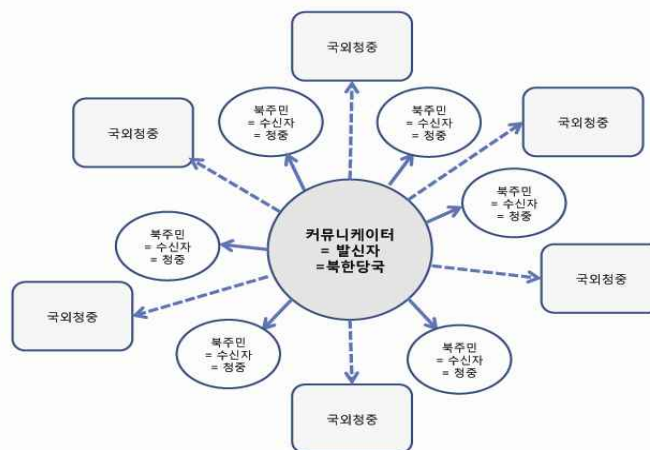 국외청중
북주민
= 수신자
= 청중
북주민
= 수신자
= 청중
국외청중
국외청중
북주민
= 수신자
= 청중
커뮤니케이터
= 발신자
=북한당국
북주민
= 수신자
= 청중
국외청중
국외청중
북주민
= 수신자
= 청중
북주민
= 수신자
= 청중
국외청중